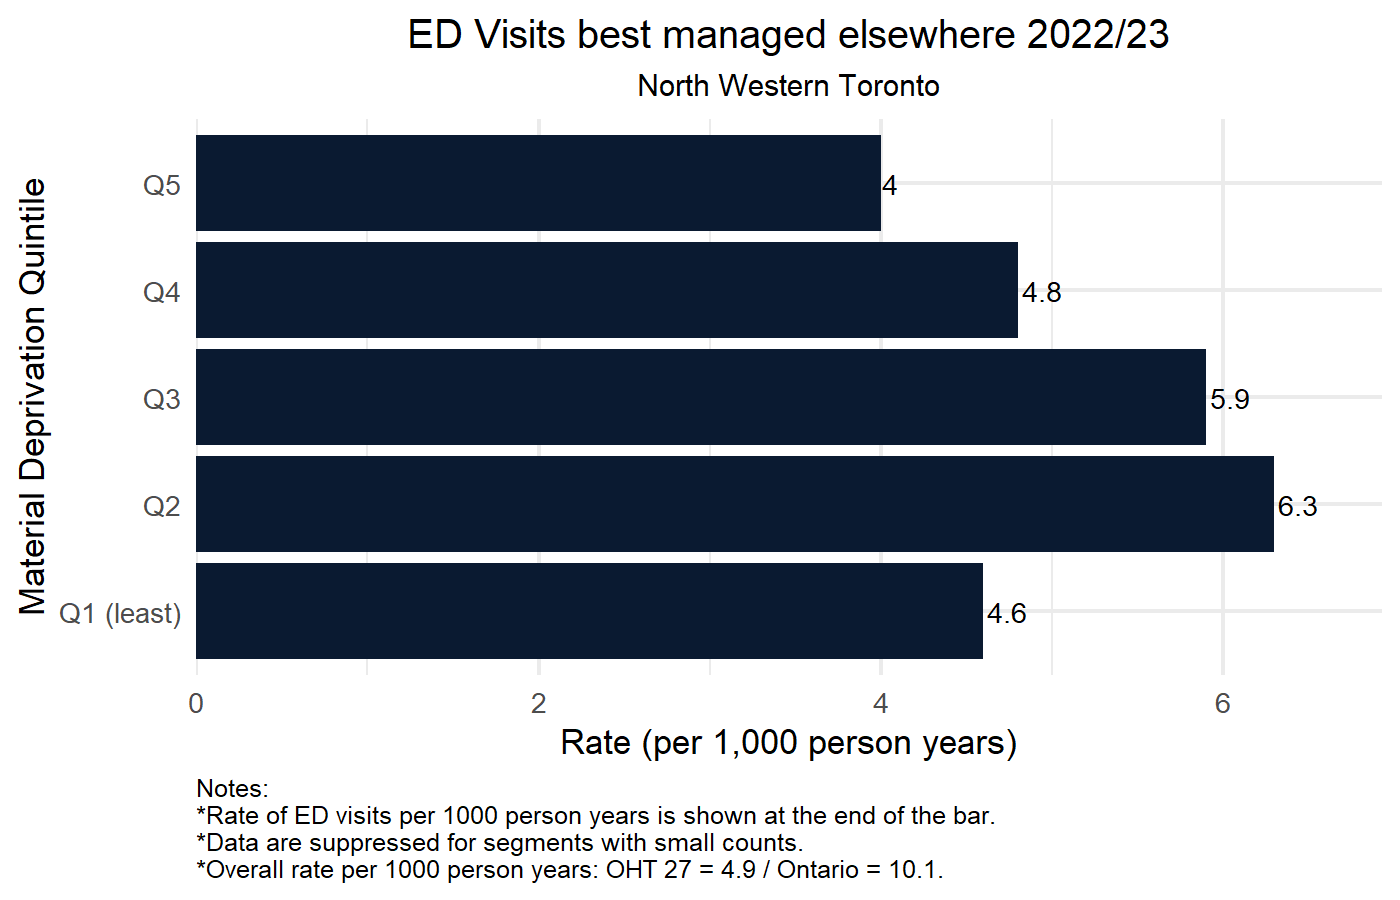 ED Visits best managed elsewhere 2022/23
North Western Toronto
Material Deprivation Quintile
Q5
4
Q4
4.8
Q3
5.9
Q2
6.3
Q1 (least)
4.6
0
2
4
6
Rate (per 1,000 person years)
Notes:
*Rate of ED visits per 1000 person years is shown at the end of the bar.
*Data are suppressed for segments with small counts.
*Overall rate per 1000 person years: OHT 27 = 4.9 / Ontario = 10.1.